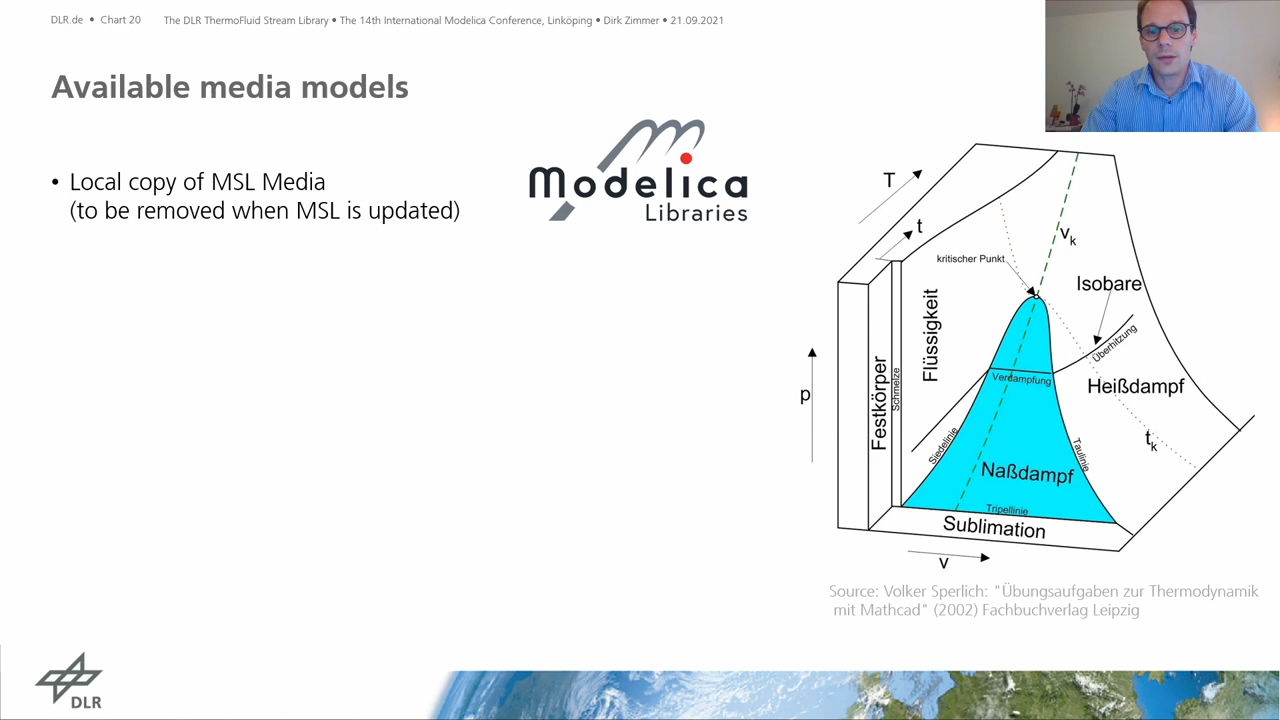 DLR.de • Chart 20
The DLR ThermoFluid Stream Library • The 14th International Modelica Conference, Linköping • Dirk Zimmer • 21.09.2021
Available media models
• Local copy of MSL Media
(to be removed when MSL is updated)
Modelica
Libraries
T
t
vk
kritischer Punkt
Isobare
Flüssigkeit
Überhitzung
Festkörper
Schmelze
Verdampfung
Heißdampf
p
Siedelinie
Taulinie
tk
Naßdampf
Tripellinie
Sublimation
v
Source: Volker Sperlich: "Übungsaufgaben zur Thermodynamik
mit Mathcad" (2002) Fachbuchverlag Leipzig
DLR